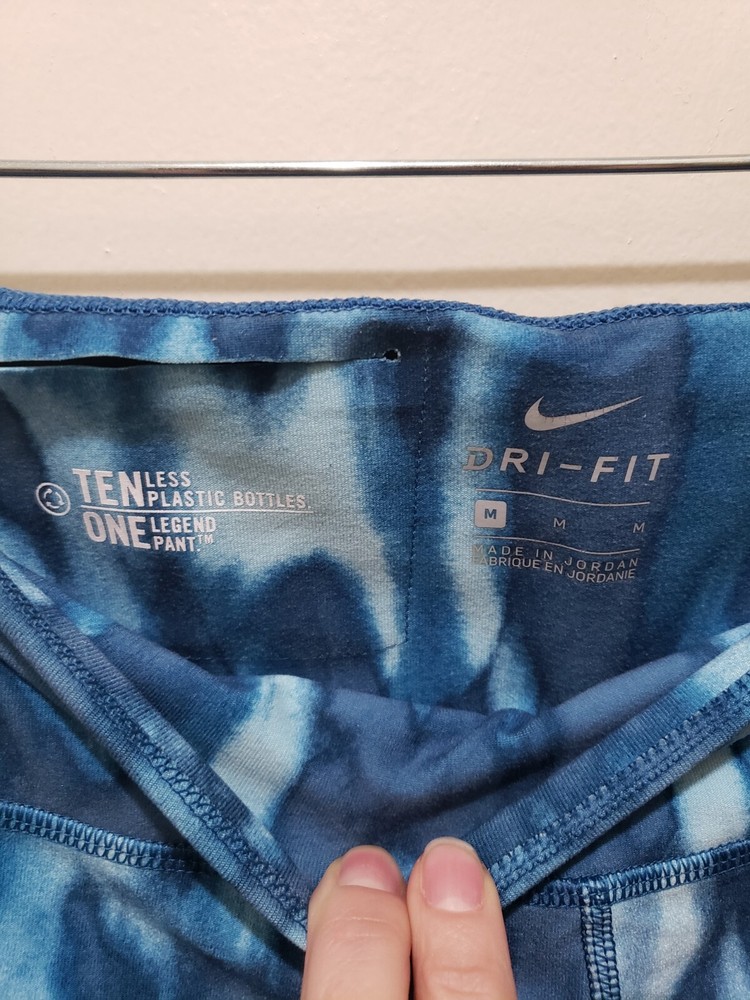 TEN LESS
PLASTIC BOTTLES.
ONE LEGEND
PANT.™
DRI-FIT
M M M
MADE IN JORDAN
FABRIQUE EN JORDANIE